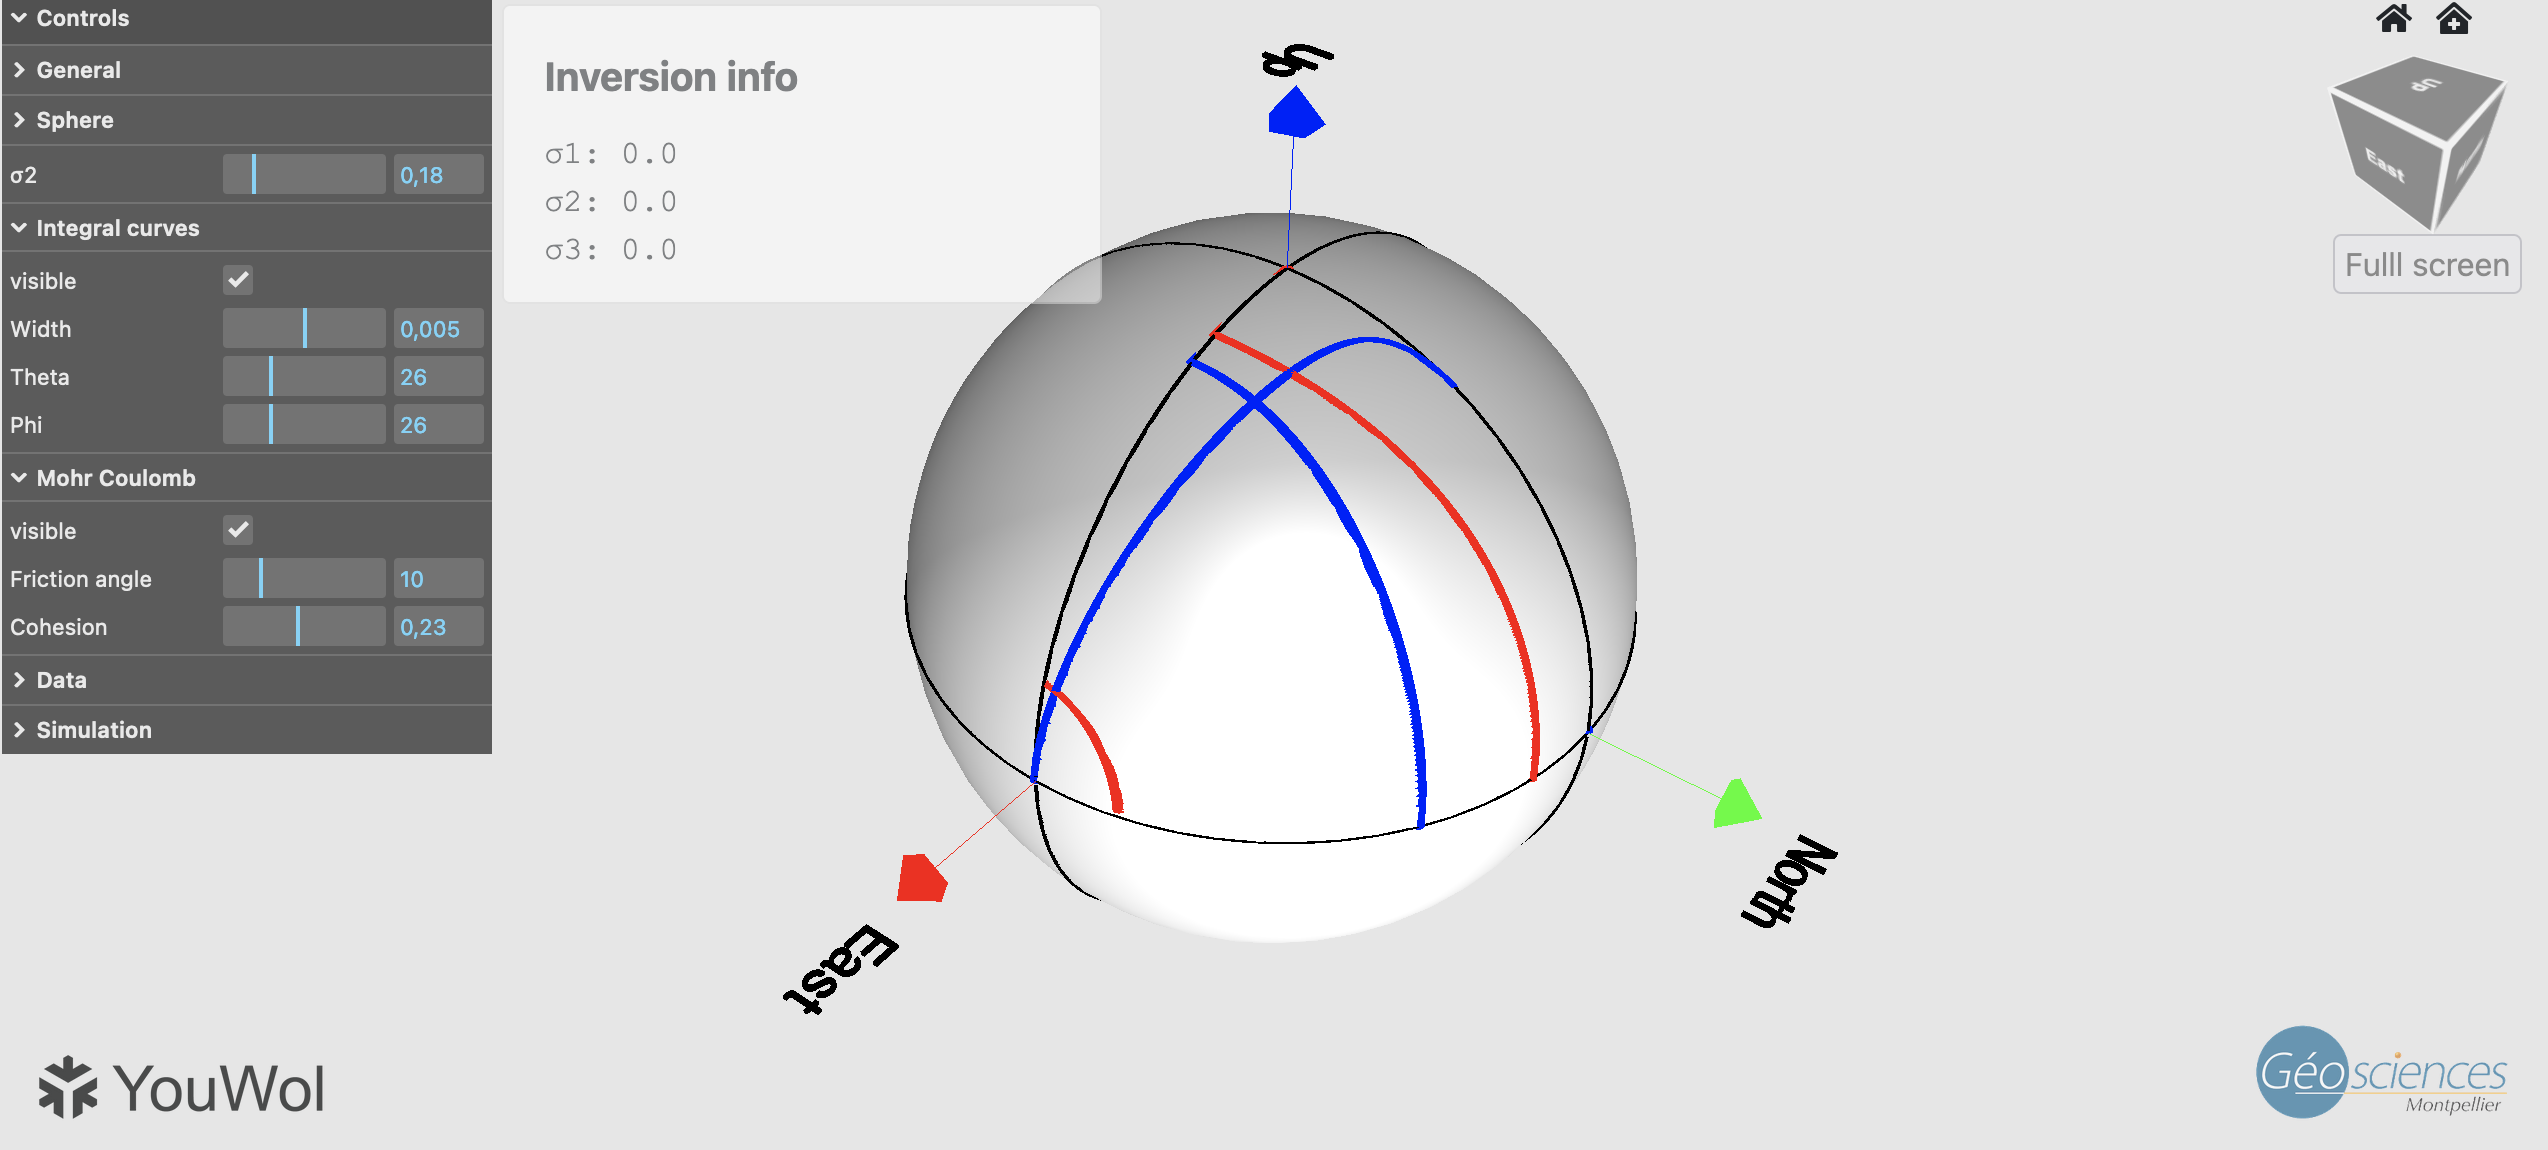 Controls
General
Sphere
σ2 0,18
Integral curves
visible
Width 0,005
Theta 26
Phi 26
Mohr Coulomb
visible
Friction angle 10
Cohesion 0,23
Data
Simulation
Inversion info
σ1: 0.0
σ2: 0.0
σ3: 0.0
Up
East
North
Up
East
Fulll screen
YouWol
Géosciences
Montpellier